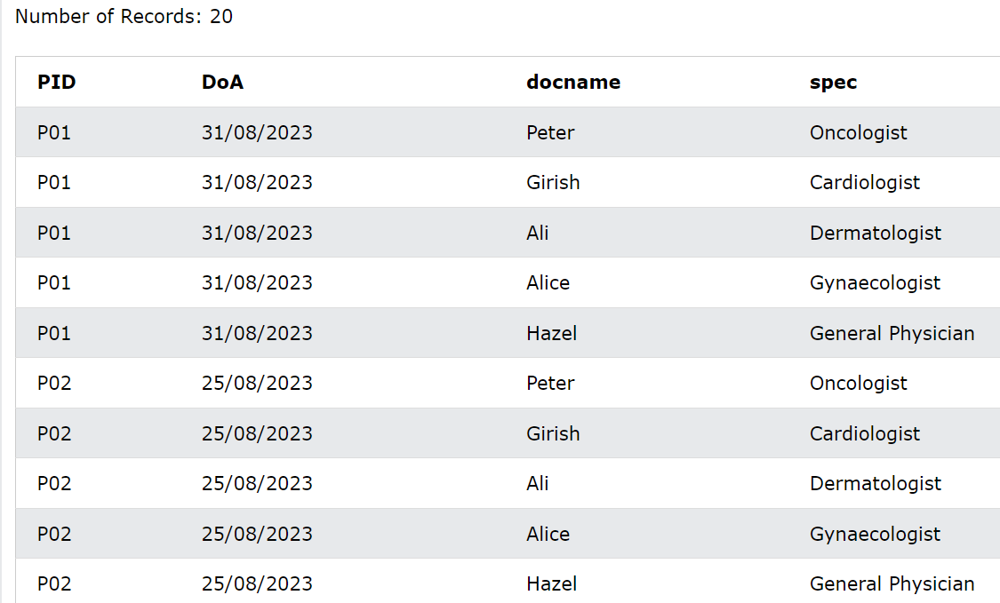 Number of Records: 20
PID DoA docname spec
P01 31/08/2023 Peter Oncologist
P01 31/08/2023 Girish Cardiologist
P01 31/08/2023 Ali Dermatologist
P01 31/08/2023 Alice Gynaecologist
P01 31/08/2023 Hazel General Physician
P02 25/08/2023 Peter Oncologist
P02 25/08/2023 Girish Cardiologist
P02 25/08/2023 Ali Dermatologist
P02 25/08/2023 Alice Gynaecologist
P02 25/08/2023 Hazel General Physician